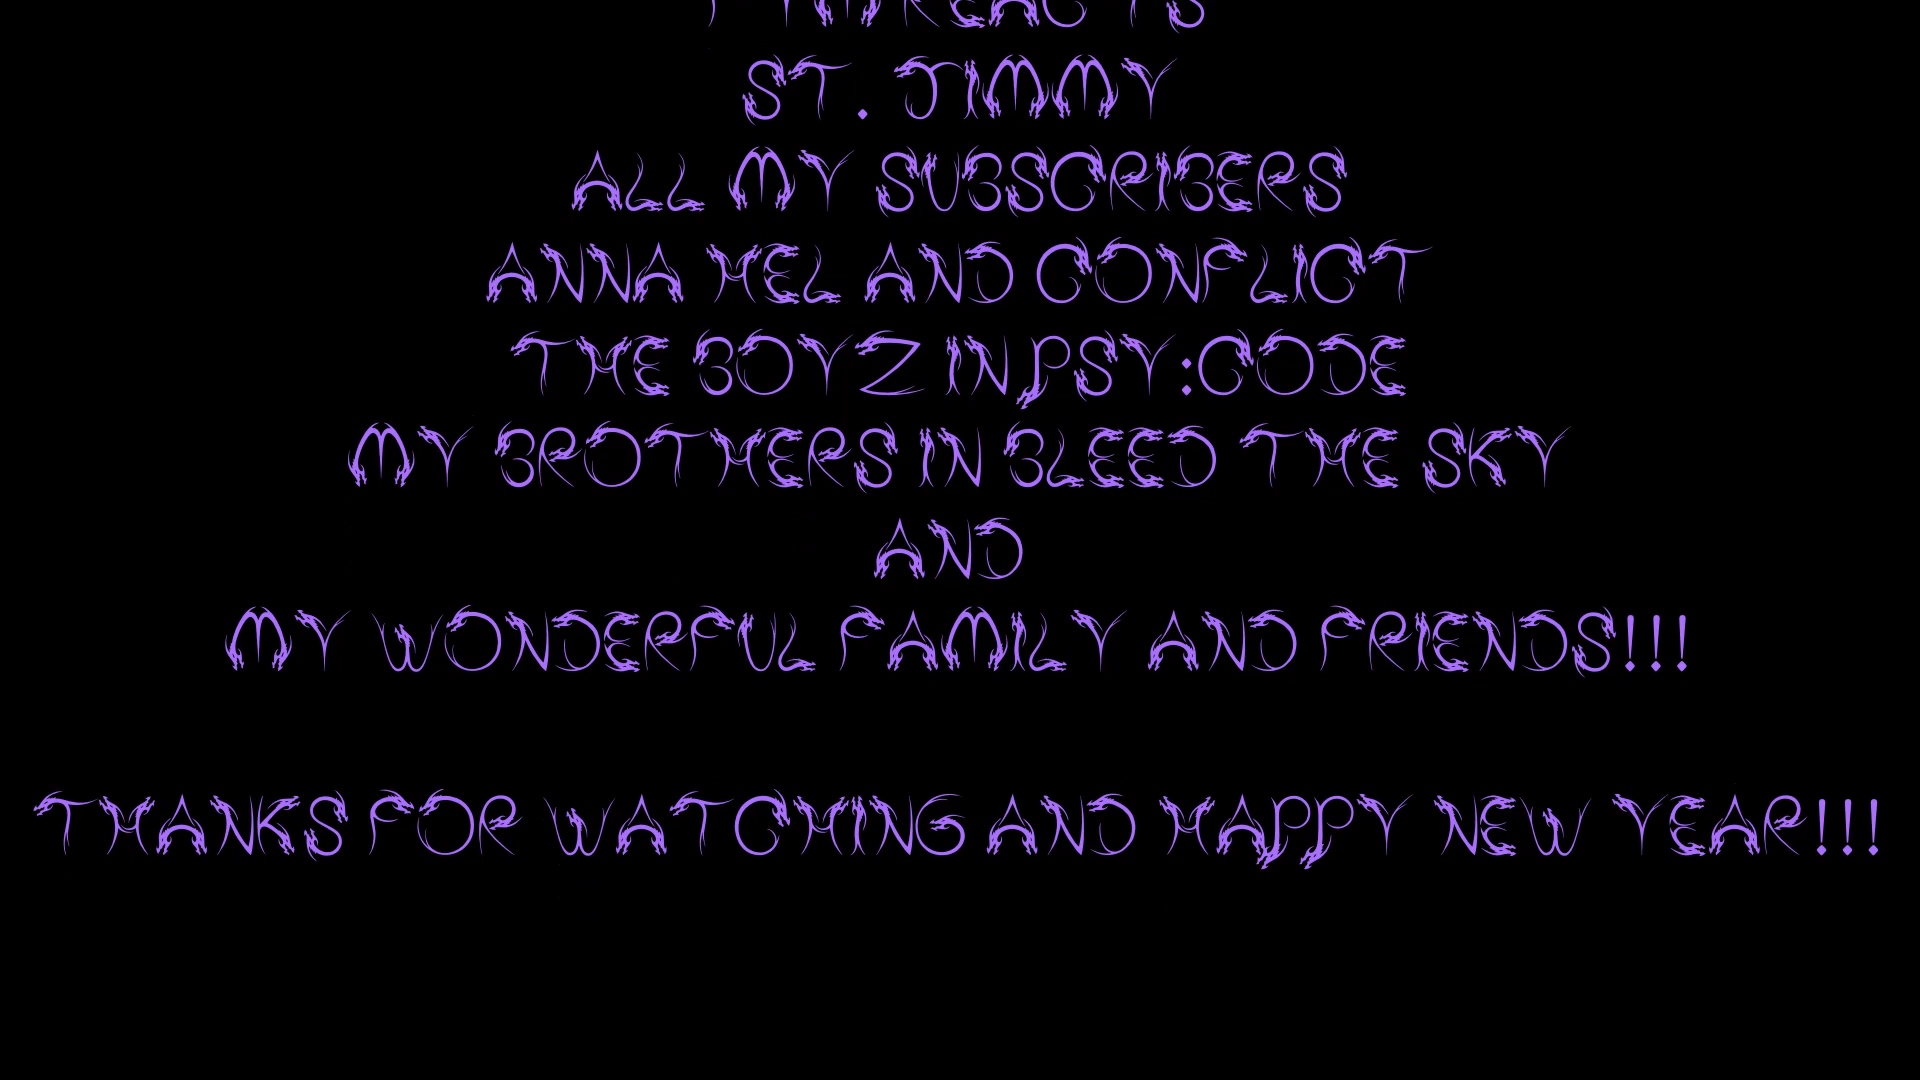 ST. JIMMY
ALL MY SUBSCRIBERS
ANNA HEL AND CONFLICT
THE BOYZ IN PSY:CODE
MY BROTHERS IN BLEED THE SKY
AND
MY WONDERFUL FAMILY AND FRIENDS!!!
THANKS FOR WATCHING AND HAPPY NEW YEAR!!!